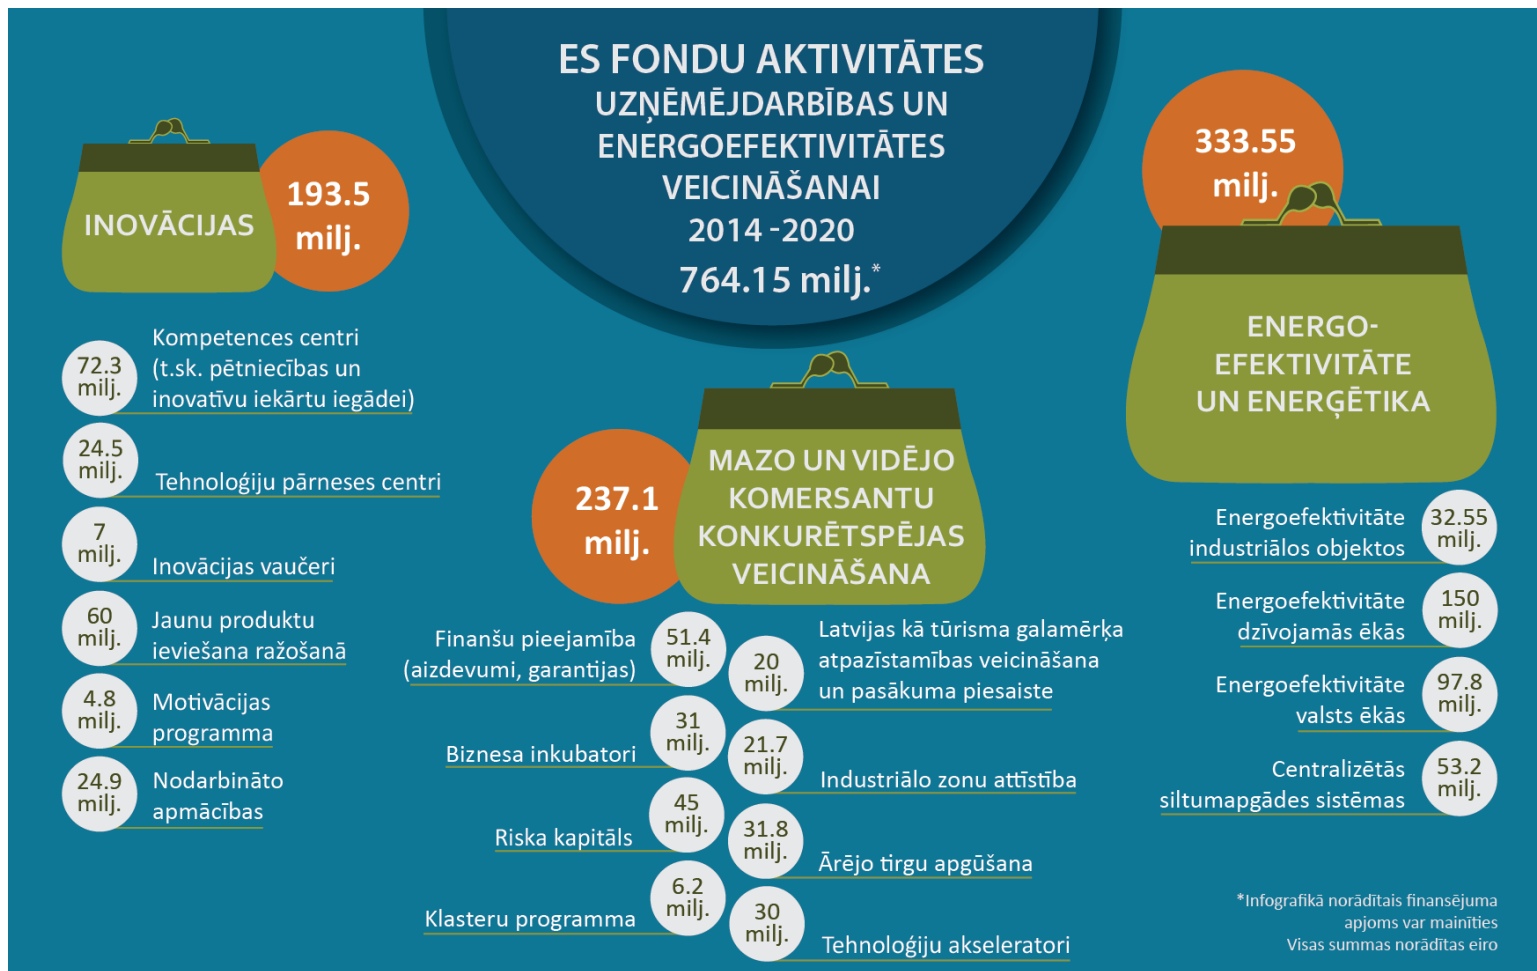 ES FONDU AKTIVITĀTES
UZŅĒMĒJDARBĪBAS UN
ENERGOEFEKTIVITĀTES
VEICINĀŠANAI
2014 -2020
764.15 milj.*
INOVĀCIJAS
193.5
milj.
72.3
milj.
Kompetences centri
(t.sk. pētniecības un
inovatīvu iekārtu iegādei)
24.5
milj.
Tehnoloģiju pārneses centri
7
milj.
Inovācijas vaučeri
60
milj.
Jaunu produktu
ieviešana ražošanā
4.8
milj.
Motivācijas
programma
24.9
milj.
Nodarbināto
apmācības
237.1
milj.
MAZO UN VIDĒJO
KOMERSANTU
KONKURĒTSPĒJAS
VEICINĀŠANA
Finanšu pieejamība
(aizdevumi, garantijas)
51.4
milj.
Biznesa inkubatori
31
milj.
Riska kapitāls
45
milj.
Klasteru programma
6.2
milj.
20
milj.
Latvijas kā tūrisma galamērķa
atpazīstamības veicināšana
un pasākuma piesaiste
21.7
milj.
Industriālo zonu attīstība
31.8
milj.
Ārējo tirgu apgūšana
30
milj.
Tehnoloģiju akseleratori
333.55
milj.
ENERGO-
EFEKTIVITĀTE
UN ENERĢĒTIKA
Energoefektivitāte
industriālos objektos
32.55
milj.
Energoefektivitāte
dzīvojamās ēkās
150
milj.
Energoefektivitāte
valsts ēkās
97.8
milj.
Centralizētās
siltumapgādes sistēmas
53.2
milj.
*Infografikā norādītais finansējuma
apjoms var mainīties
Visas summas norādītas eiro